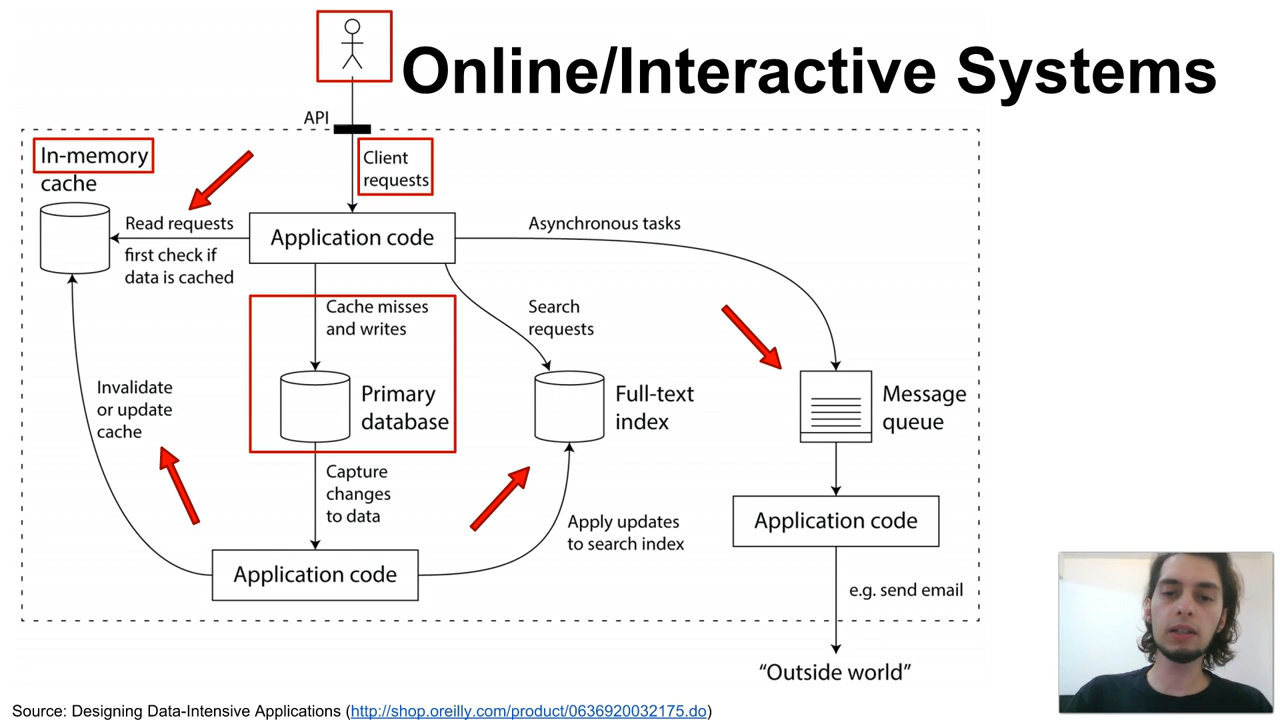 Online/Interactive Systems
API
In-memory
cache
Client
requests
Read requests
first check if
data is cached
Application code
Asynchronous tasks
Cache misses
and writes
Search
requests
Invalidate
or update
cache
Primary
database
Full-text
index
Message
queue
Capture
changes
to data
Apply updates
to search index
Application code
Application code
e.g. send email
“Outside world”
Source: Designing Data-Intensive Applications (http://shop.oreilly.com/product/0636920032175.do)